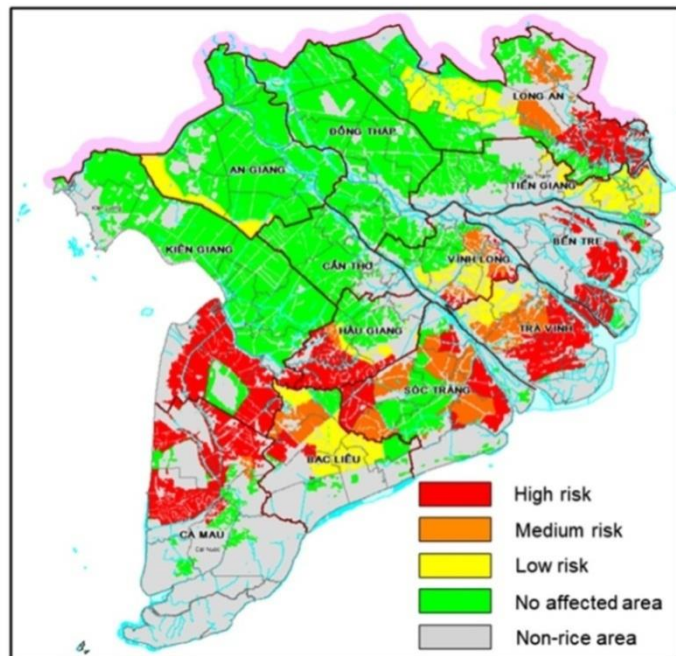 LONG AN
ĐỒNG THÁP
AN GIANG
TIỀN GIANG
KIÊN GIANG
BẾN TRE
VĨNH LONG
CẦN THƠ
HẬU GIANG
TRÀ VINH
SÓC TRĂNG
BẠC LIÊU
CÀ MAU
Cái Nước
High risk
Medium risk
Low risk
No affected area
Non-rice area